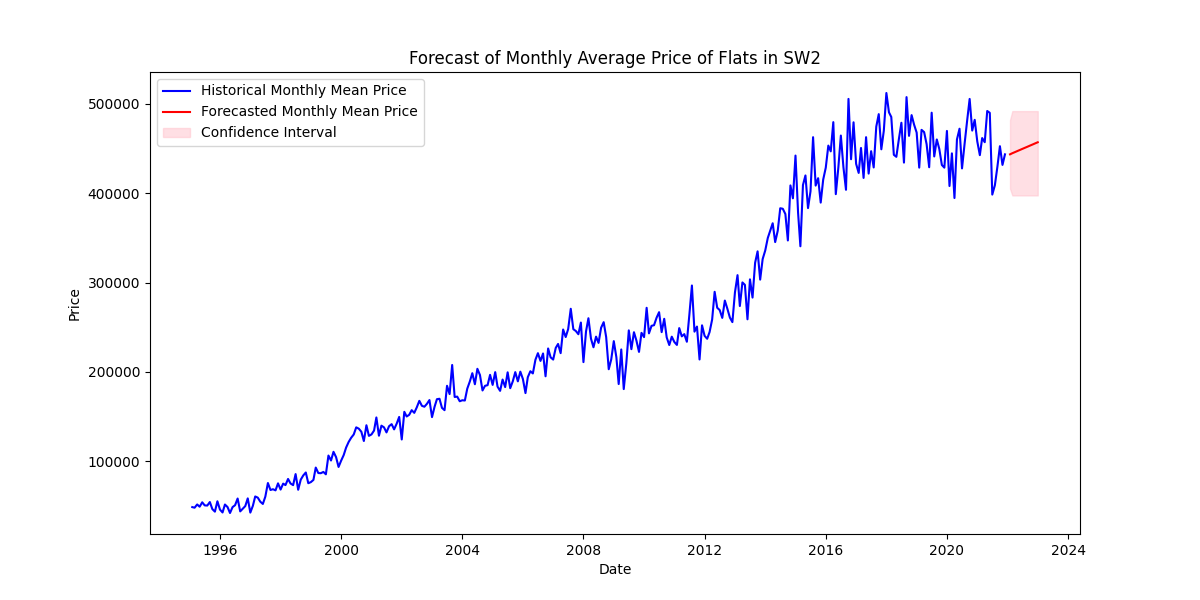 Forecast of Monthly Average Price of Flats in SW2
Historical Monthly Mean Price
Forecasted Monthly Mean Price
Confidence Interval
500000
400000
300000
200000
100000
Price
1996
2000
2004
2008
2012
2016
2020
2024
Date